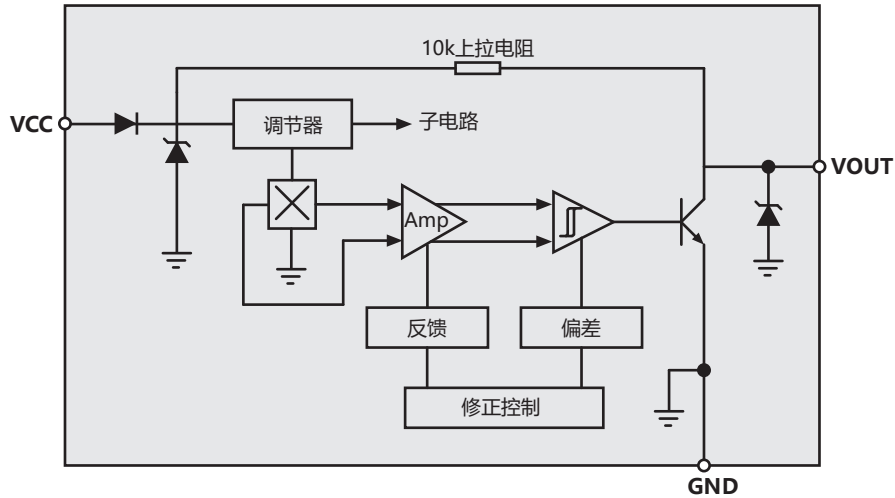 10k上拉电阻
VCC
调节器
子电路
VOUT
Amp
反馈
偏差
修正控制
GND